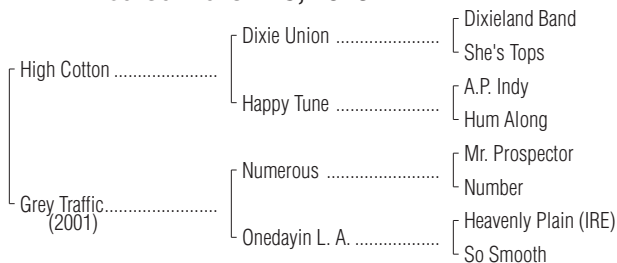 Dixieland Band
Dixie Union ......................
She's Tops
High Cotton ......................
A.P. Indy
Happy Tune ......................
Hum Along
Mr. Prospector
Numerous ........................
Number
Grey Traffic........................
(2001)
Heavenly Plain (IRE)
Onedayin L. A. ..................
So Smooth